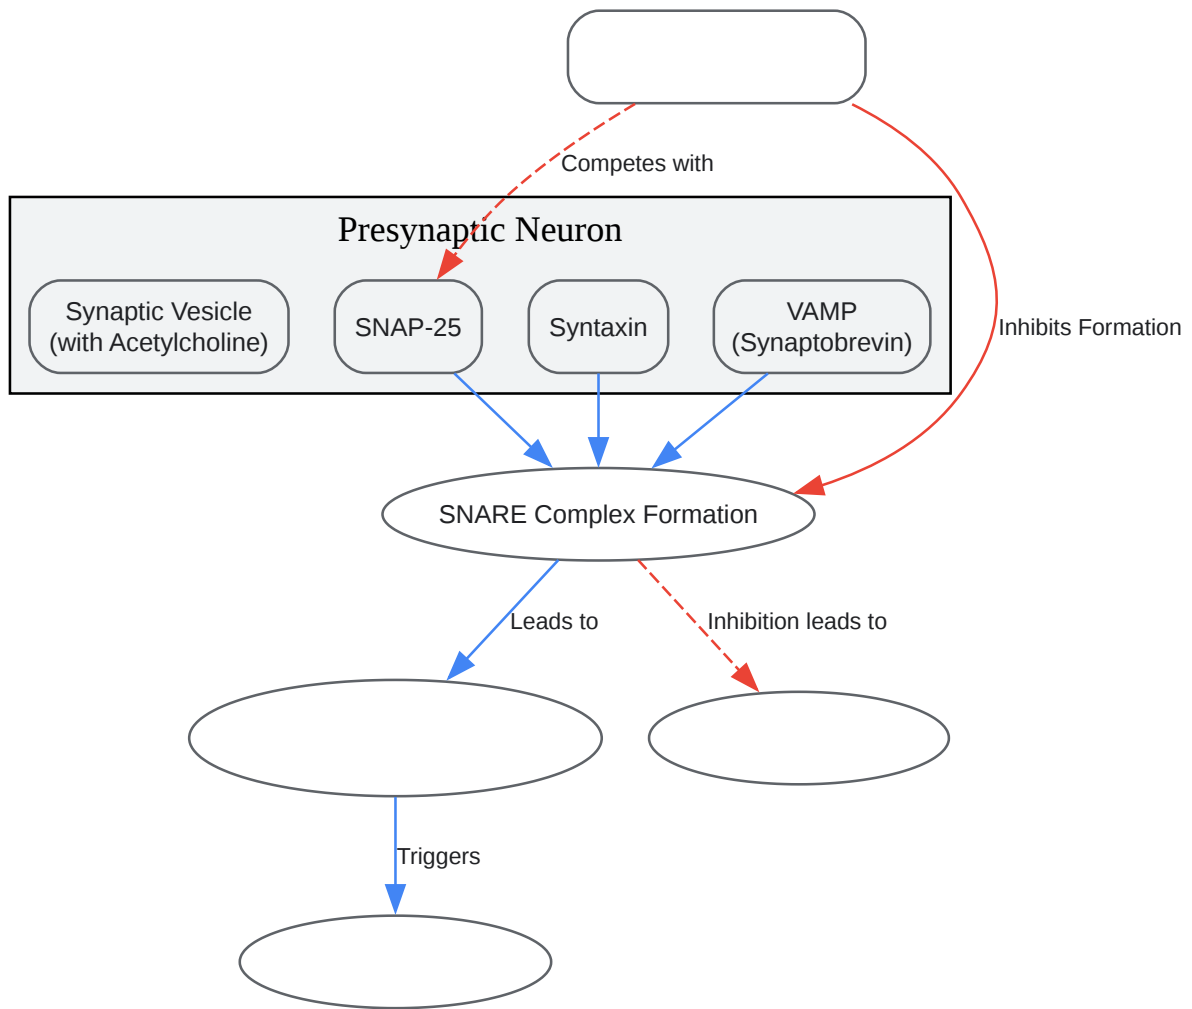 Competes with
Presynaptic Neuron
Synaptic Vesicle
(with Acetylcholine)
SNAP-25
Syntaxin
VAMP
(Synaptobrevin)
Inhibits Formation
SNARE Complex Formation
Leads to
Inhibition leads to
Triggers